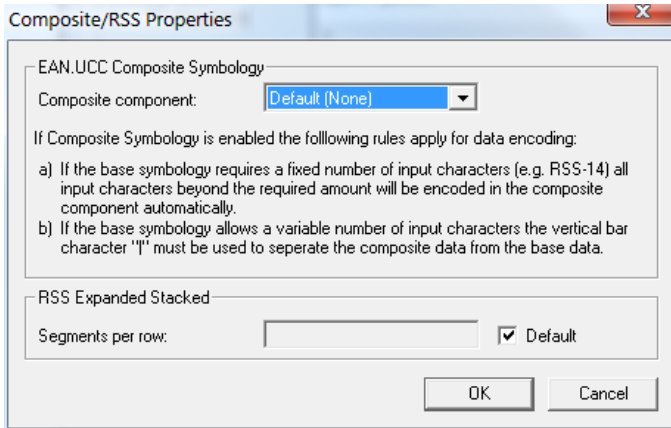 Composite/RSS Properties
EAN.UCC Composite Symbology
Composite component: Default (None)
If Composite Symbology is enabled the folllowing rules apply for data encoding:
a) If the base symbology requires a fixed number of input characters (e.g. RSS-14) all
input characters beyond the required amount will be encoded in the composite
component automatically.
b) If the base symbology allows a variable number of input characters the vertical bar
character "|" must be used to seperate the composite data from the base data.
RSS Expanded Stacked
Segments per row: Default
OK Cancel